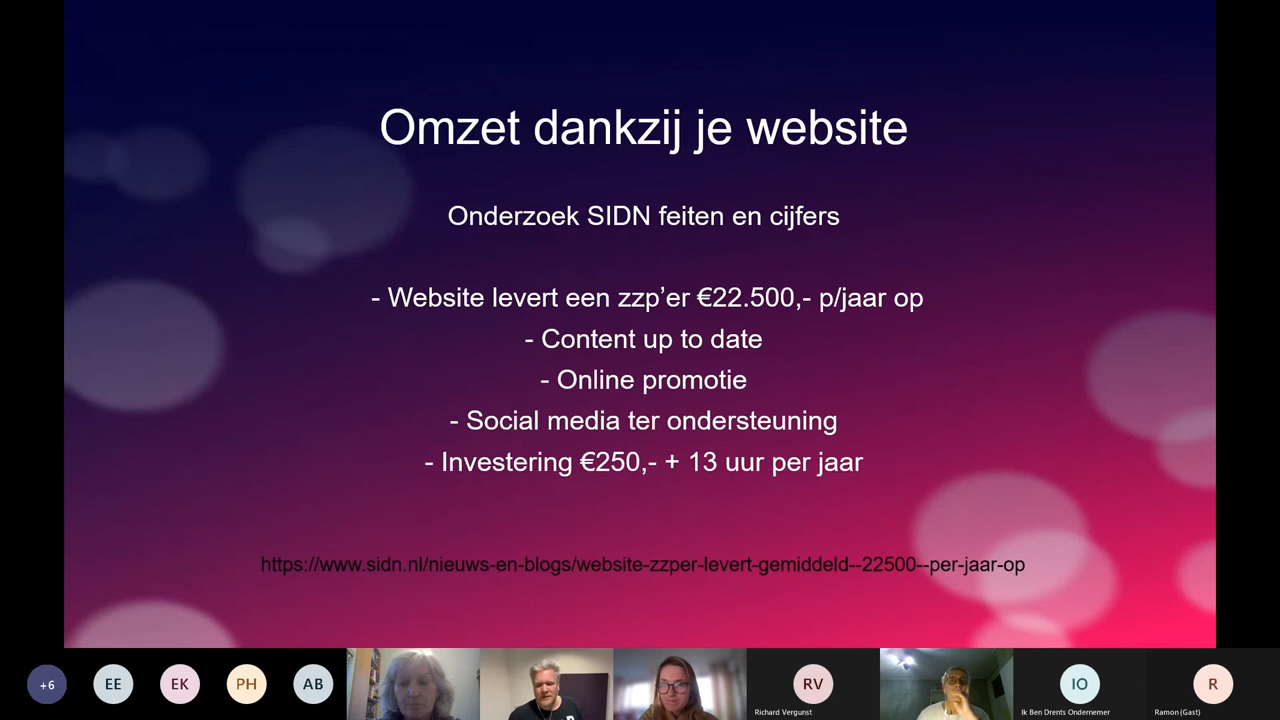 Omzet dankzij je website
Onderzoek SIDN feiten en cijfers
- Website levert een zzp’er €22.500,- p/jaar op
- Content up to date
- Online promotie
- Social media ter ondersteuning
- Investering €250,- + 13 uur per jaar
https://www.sidn.nl/nieuws-en-blogs/website-zzper-levert-gemiddeld--22500--per-jaar-op
+6
EE
EK
PH
AB
RV
Richard Vergunst
IO
Ik Ben Drents Ondernemer
R
Ramon (Gast)